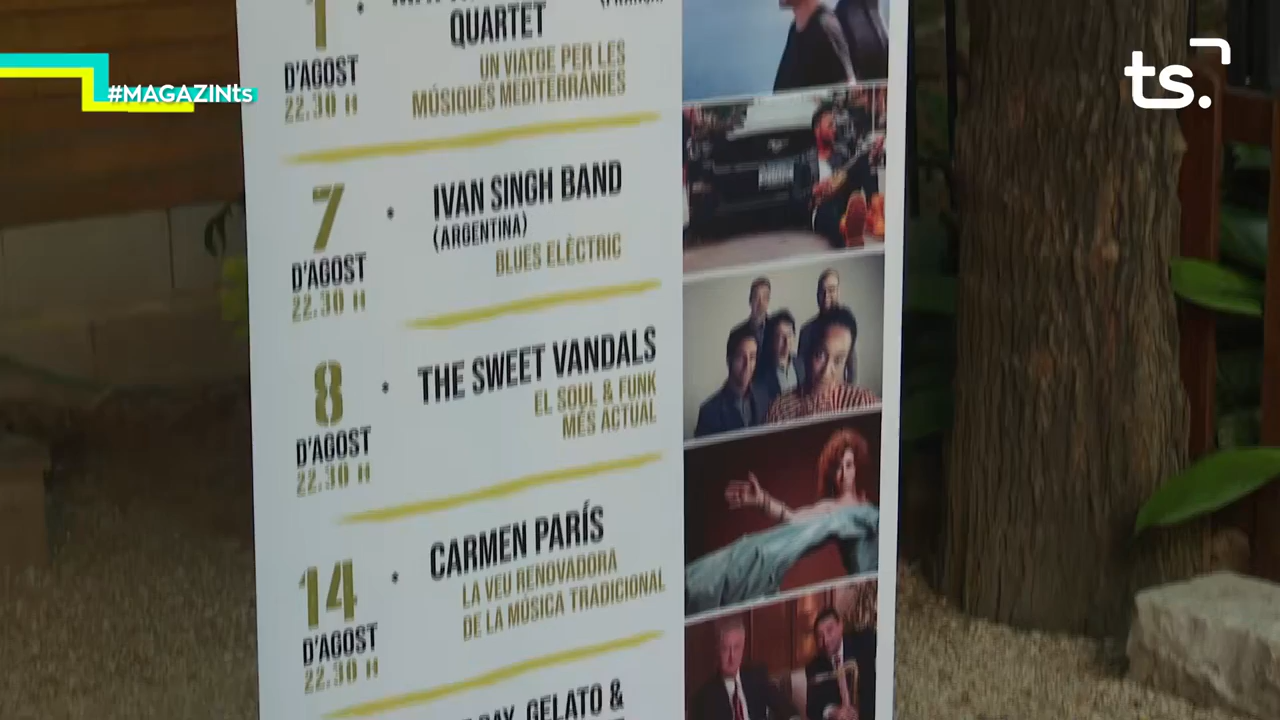 #MAGAZINts
ts.
1
D'AGOST
22.30 H
QUARTET
UN VIATGE PER LES
MÚSIQUES MEDITERRÀNIES
7
D'AGOST
22.30 H
IVAN SINGH BAND
(ARGENTINA)
BLUES ELÈCTRIC
8
D'AGOST
22.30 H
THE SWEET VANDALS
EL SOUL & FUNK
MÉS ACTUAL
14
D'AGOST
22.30 H
CARMEN PARÍS
LA VEU RENOVADORA
DE LA MÚSICA TRADICIONAL
GELATO &